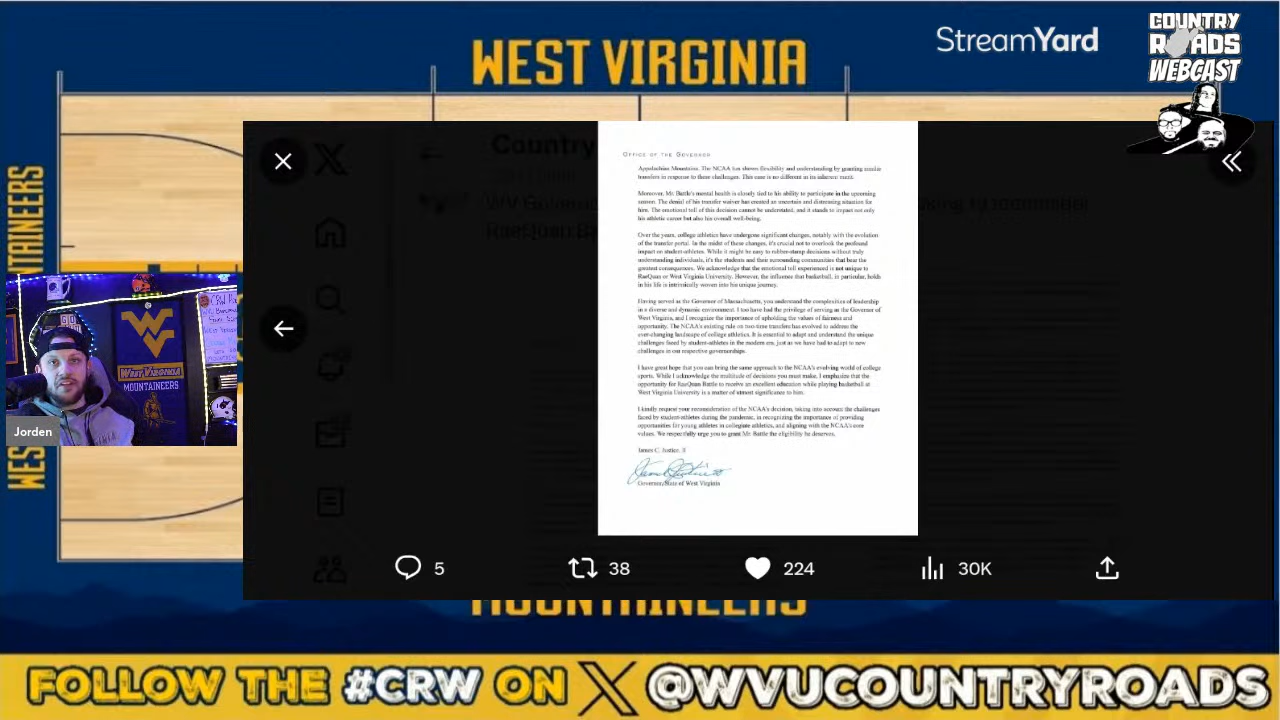 WEST VIRGINIA
StreamYard
COUNTRY
ROADS
WEBCAST
TAINEERS
WES
WEST VIRGINIA
MOUNTAINEERS
Jorde
OFFICE OF THE GOVERNOR
Appalachian Mountains. The NCAA has shown flexibility and understanding by granting similar
transfers in response to these challenges. This case is no different in its inherent merit.
Moreover, Mr. Battle's mental health is closely tied to his ability to participate in the upcoming
season. The denial of his transfer waiver has created an uncertain and distressing situation for
him. The emotional toll of this decision cannot be understated, and it stands to impact not only
his athletic career but also his overall well-being.
Over the years, college athletics have undergone significant changes, notably with the evolution
of the transfer portal. In the midst of these changes, it's crucial not to overlook the profound
impact on student-athletes. While it might be easy to rubber-stamp decisions without truly
understanding individuals, it's the students and their surrounding communities that bear the
greatest consequences. We acknowledge that the emotional toll experienced is not unique to
RaeQuan or West Virginia University. However, the influence that basketball, in particular, holds
in his life is intrinsically woven into his unique journey.
Having served as the Governor of Massachusetts, you understand the complexities of leadership
in a diverse and dynamic environment. I too have had the privilege of serving as the Governor of
West Virginia, and I recognize the importance of upholding the values of fairness and
opportunity. The NCAA's existing rule on two-time transfers has evolved to address the
ever-changing landscape of college athletics. It is essential to adapt and understand the unique
challenges faced by student-athletes in the modern era, just as we have had to adapt to new
challenges in our respective governorships.
I have great hope that you can bring the same approach to the NCAA's evolving world of college
sports. While I acknowledge the multitude of decisions you must make, I emphasize that the
opportunity for RaeQuan Battle to receive an excellent education while playing basketball at
West Virginia University is a matter of utmost significance to him.
I kindly request your reconsideration of the NCAA's decision, taking into account the challenges
faced by student-athletes during the pandemic, in recognizing the importance of providing
opportunities for young athletes in collegiate athletics, and aligning with the NCAA's core
values. We respectfully urge you to grant Mr. Battle the eligibility he deserves.
James C. Justice, II
Governor, State of West Virginia
5
38
224
30K
MOUNTAINEERS
FOLLOW THE #CRW ON X @WVUCOUNTRYROADS